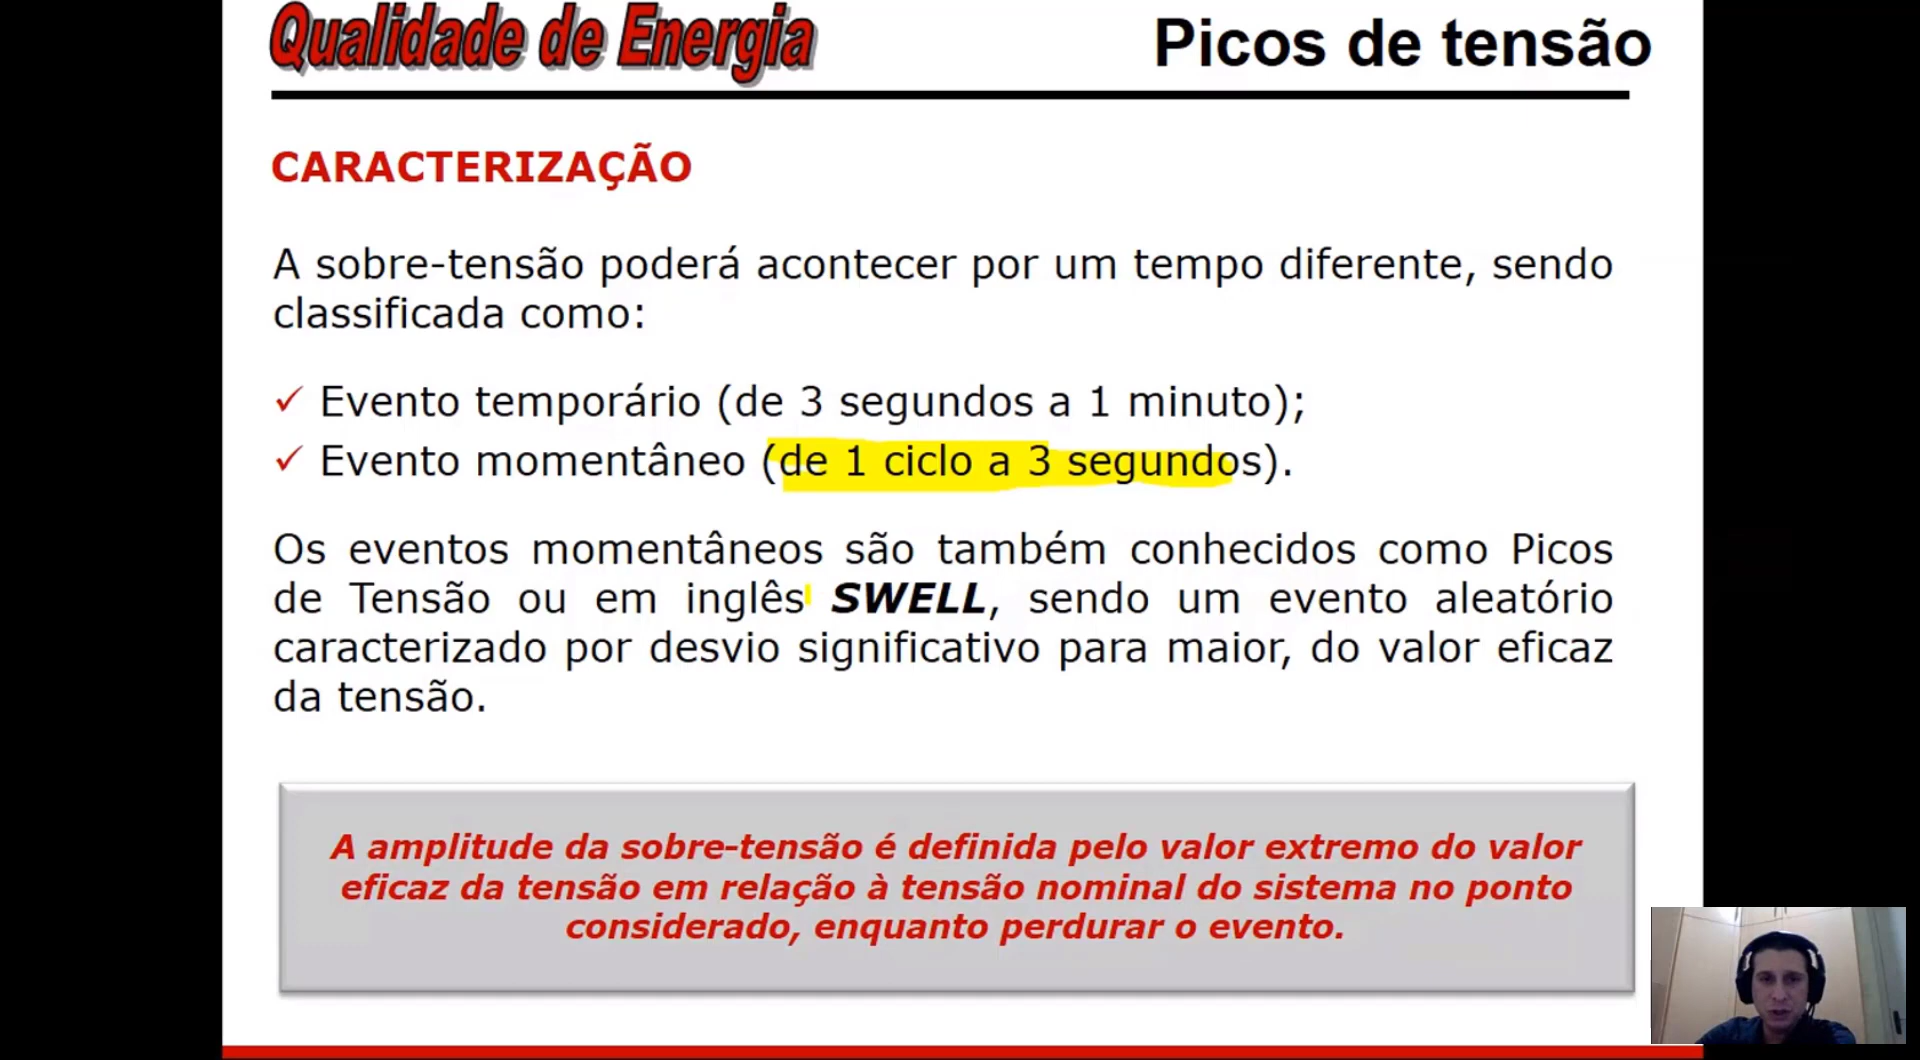 Qualidade de Energia
Picos de tensão
CARACTERIZAÇÃO
A sobre-tensão poderá acontecer por um tempo diferente, sendo
classificada como:
✓ Evento temporário (de 3 segundos a 1 minuto);
✓ Evento momentâneo (de 1 ciclo a 3 segundos).
Os eventos momentâneos são também conhecidos como Picos
de Tensão ou em inglês SWELL, sendo um evento aleatório
caracterizado por desvio significativo para maior, do valor eficaz
da tensão.
A amplitude da sobre-tensão é definida pelo valor extremo do valor
eficaz da tensão em relação à tensão nominal do sistema no ponto
considerado, enquanto perdurar o evento.